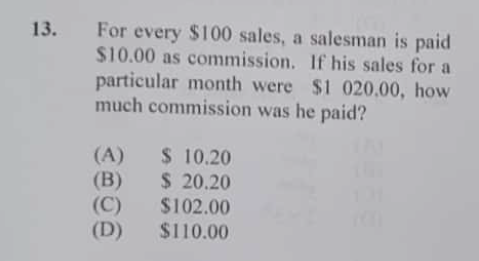 13. For every $100 sales, a salesman is paid
$10.00 as commission. If his sales for a
particular month were $1 020.00, how
much commission was he paid?
(A) $ 10.20
(B) $ 20.20
(C) $102.00
(D) $110.00